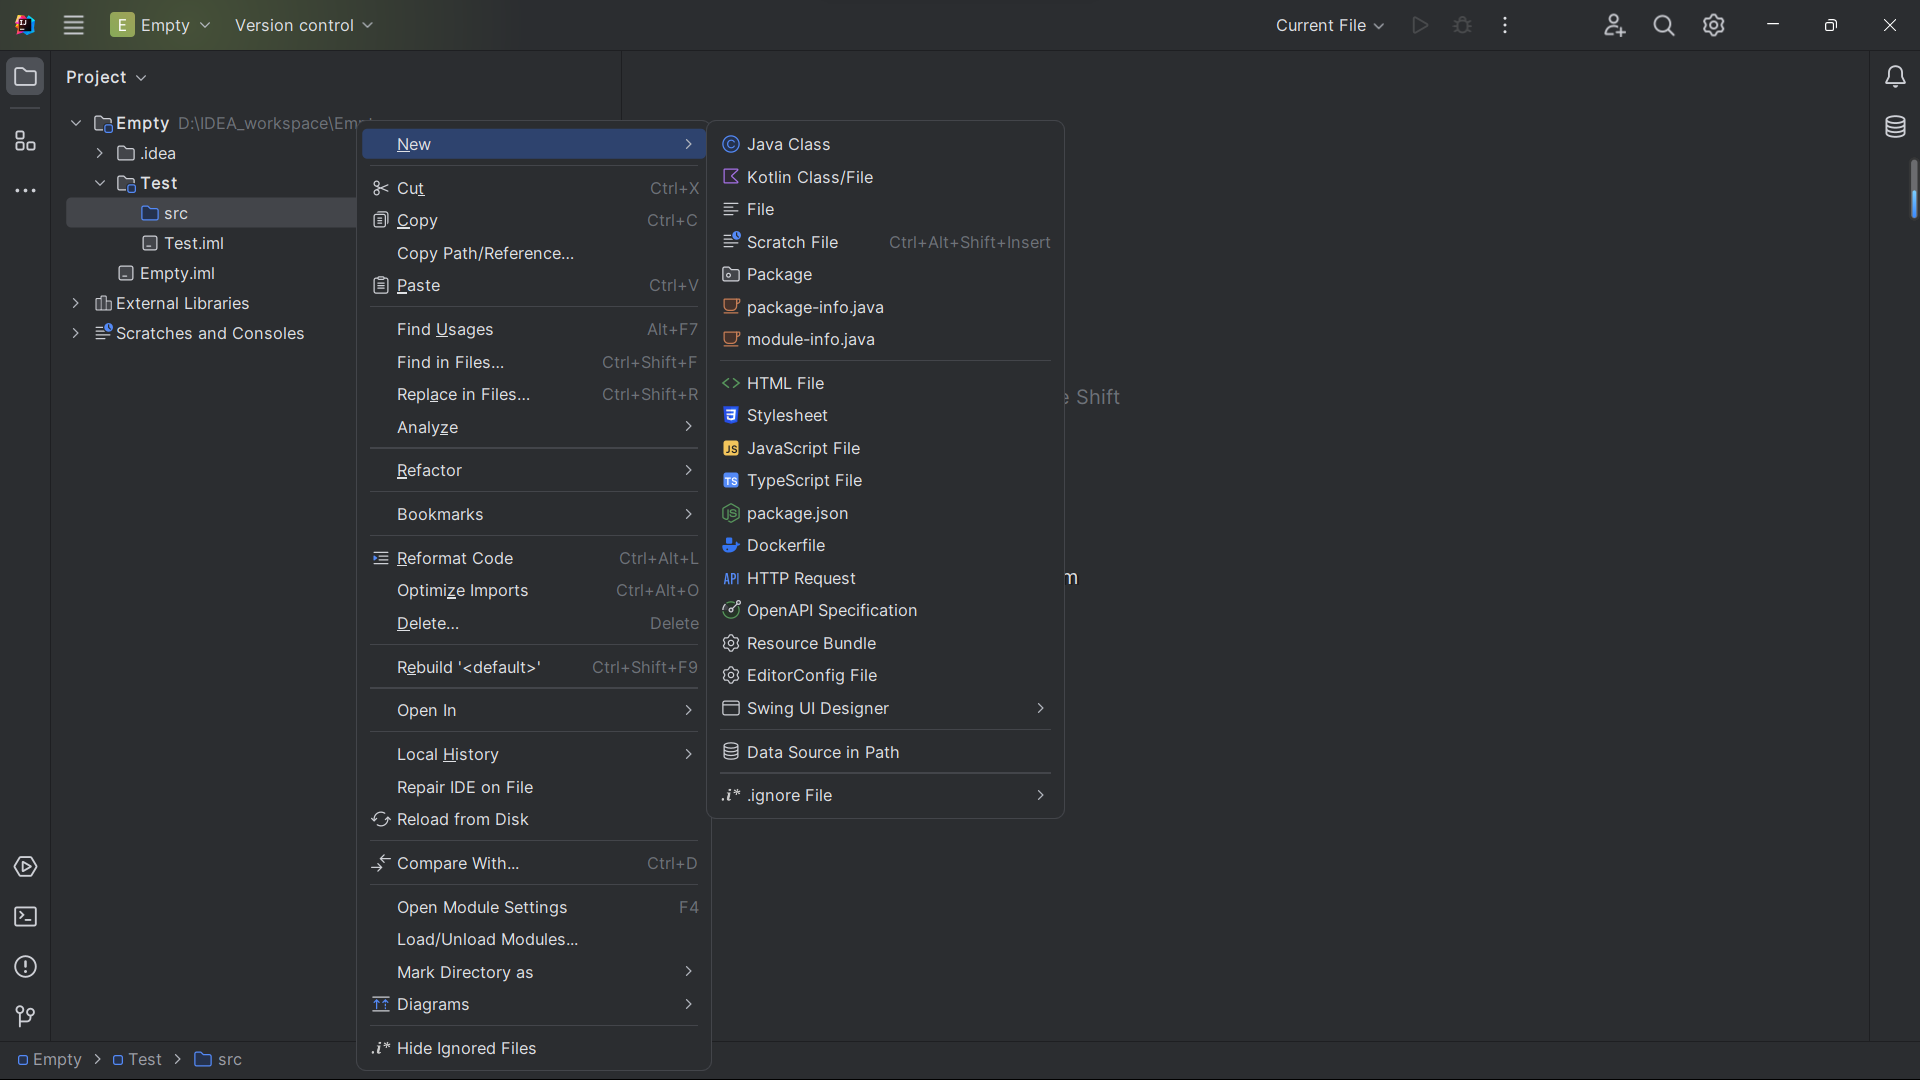 E Empty Version control Current File
Project
Empty D:\IDEA_workspace\Em
.idea
Test
src
Test.iml
Empty.iml
External Libraries
Scratches and Consoles
New
Cut Ctrl+X
Copy Ctrl+C
Copy Path/Reference...
Paste Ctrl+V
Find Usages Alt+F7
Find in Files... Ctrl+Shift+F
Replace in Files... Ctrl+Shift+R
Analyze
Refactor
Bookmarks
Reformat Code Ctrl+Alt+L
Optimize Imports Ctrl+Alt+O
Delete... Delete
Rebuild '<default>' Ctrl+Shift+F9
Open In
Local History
Repair IDE on File
Reload from Disk
Compare With... Ctrl+D
Open Module Settings F4
Load/Unload Modules...
Mark Directory as
Diagrams
.i* Hide Ignored Files
Java Class
Kotlin Class/File
File
Scratch File Ctrl+Alt+Shift+Insert
Package
package-info.java
module-info.java
HTML File
Stylesheet
JS JavaScript File
TS TypeScript File
package.json
Dockerfile
API HTTP Request
OpenAPI Specification
Resource Bundle
EditorConfig File
Swing UI Designer
Data Source in Path
.i* .ignore File
Shift
m
Empty Test src